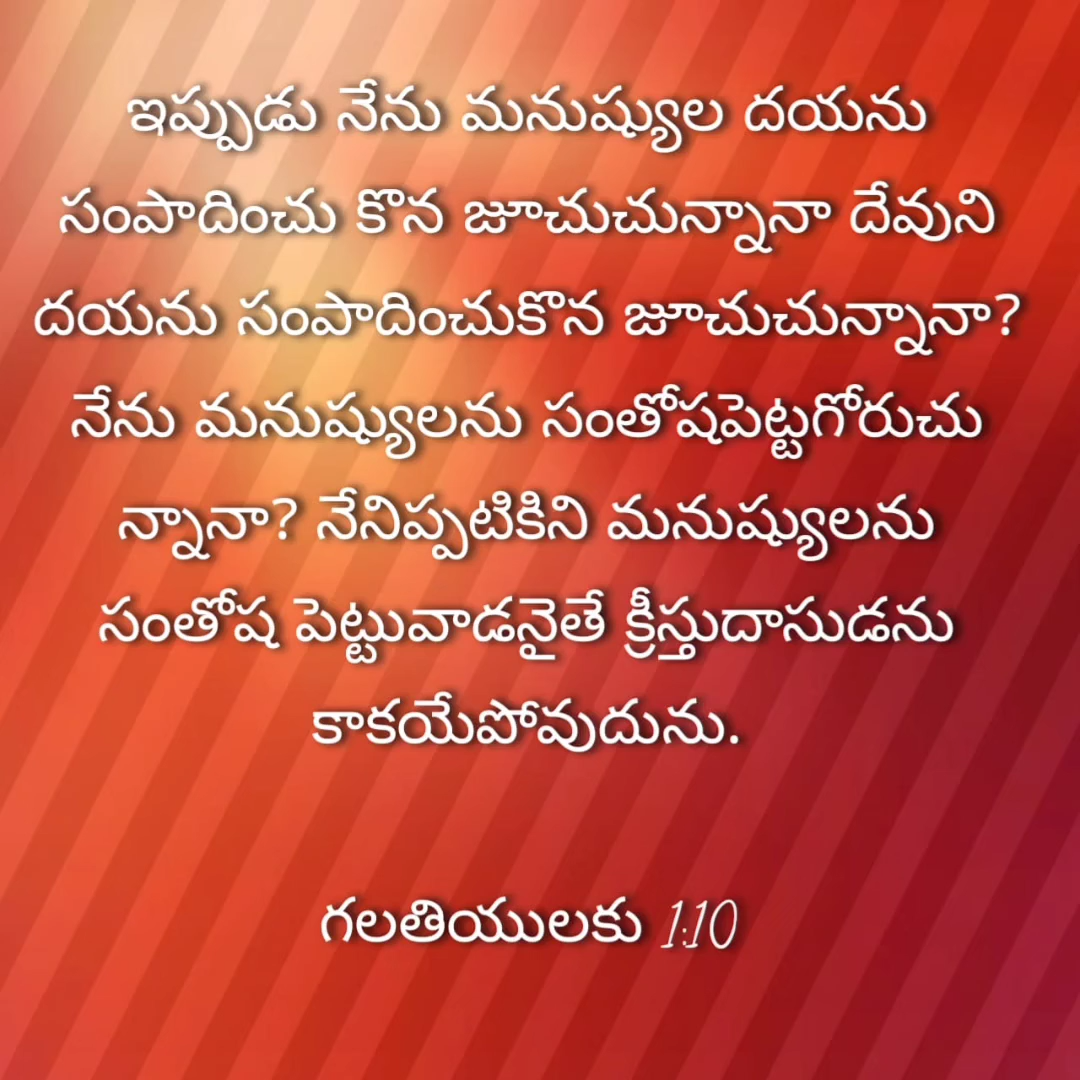 ఇప్పుడు నేను మనుష్యుల దయను
సంపాదించు కొన జూచుచున్నానా దేవుని
దయను సంపాదించుకొన జూచుచున్నానా?
నేను మనుష్యులను సంతోషపెట్టగోరుచు
న్నానా? నేనిప్పటికిని మనుష్యులను
సంతోష పెట్టువాడనైతే క్రీస్తుదాసుడను
కాకయేపోవుదును.
గలతియులకు 1:10